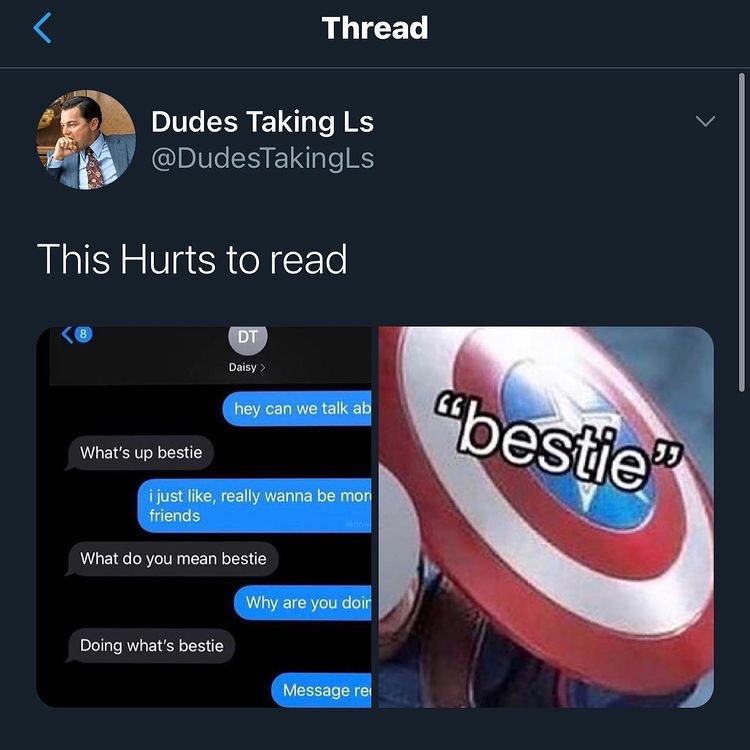 Thread
Dudes Taking Ls
@DudesTakingLs
This Hurts to read
8
DT
Daisy >
hey can we talk ab
What's up bestie
i just like, really wanna be mor
friends
What do you mean bestie
Why are you doin
Doing what's bestie
Message re
"bestie"